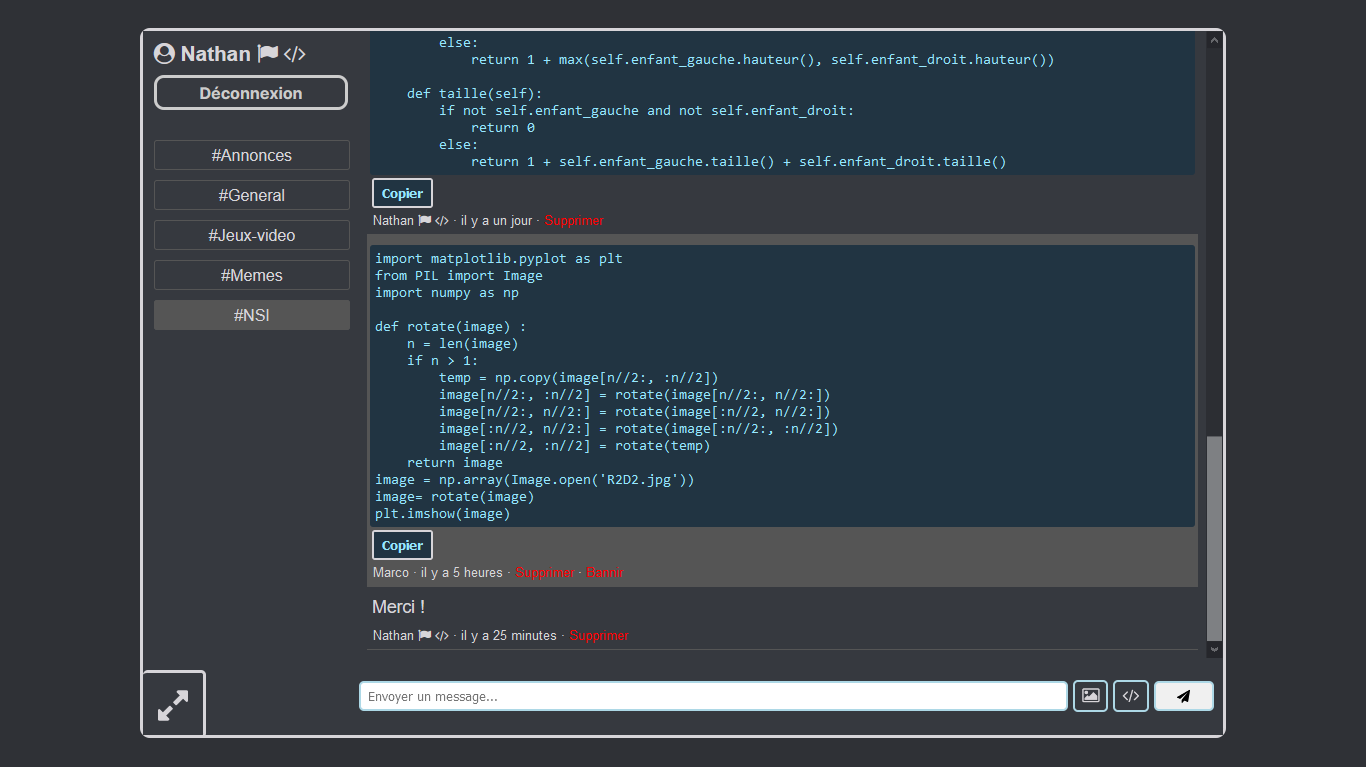 Nathan </>
Déconnexion
#Annonces
#General
#Jeux-video
#Memes
#NSI
        else:
            return 1 + max(self.enfant_gauche.hauteur(), self.enfant_droit.hauteur())

    def taille(self):
        if not self.enfant_gauche and not self.enfant_droit:
            return 0
        else:
            return 1 + self.enfant_gauche.taille() + self.enfant_droit.taille()
Copier
Nathan </> · il y a un jour · Supprimer
import matplotlib.pyplot as plt
from PIL import Image
import numpy as np

def rotate(image) :
    n = len(image)
    if n > 1:
        temp = np.copy(image[n//2:, :n//2])
        image[n//2:, :n//2] = rotate(image[n//2:, n//2:])
        image[n//2:, n//2:] = rotate(image[:n//2, n//2:])
        image[:n//2, n//2:] = rotate(image[:n//2:, :n//2])
        image[:n//2, :n//2] = rotate(temp)
    return image
image = np.array(Image.open('R2D2.jpg'))
image= rotate(image)
plt.imshow(image)
Copier
Marco · il y a 5 heures · Supprimer · Bannir
Merci !
Nathan </> · il y a 25 minutes · Supprimer
Envoyer un message...
</>